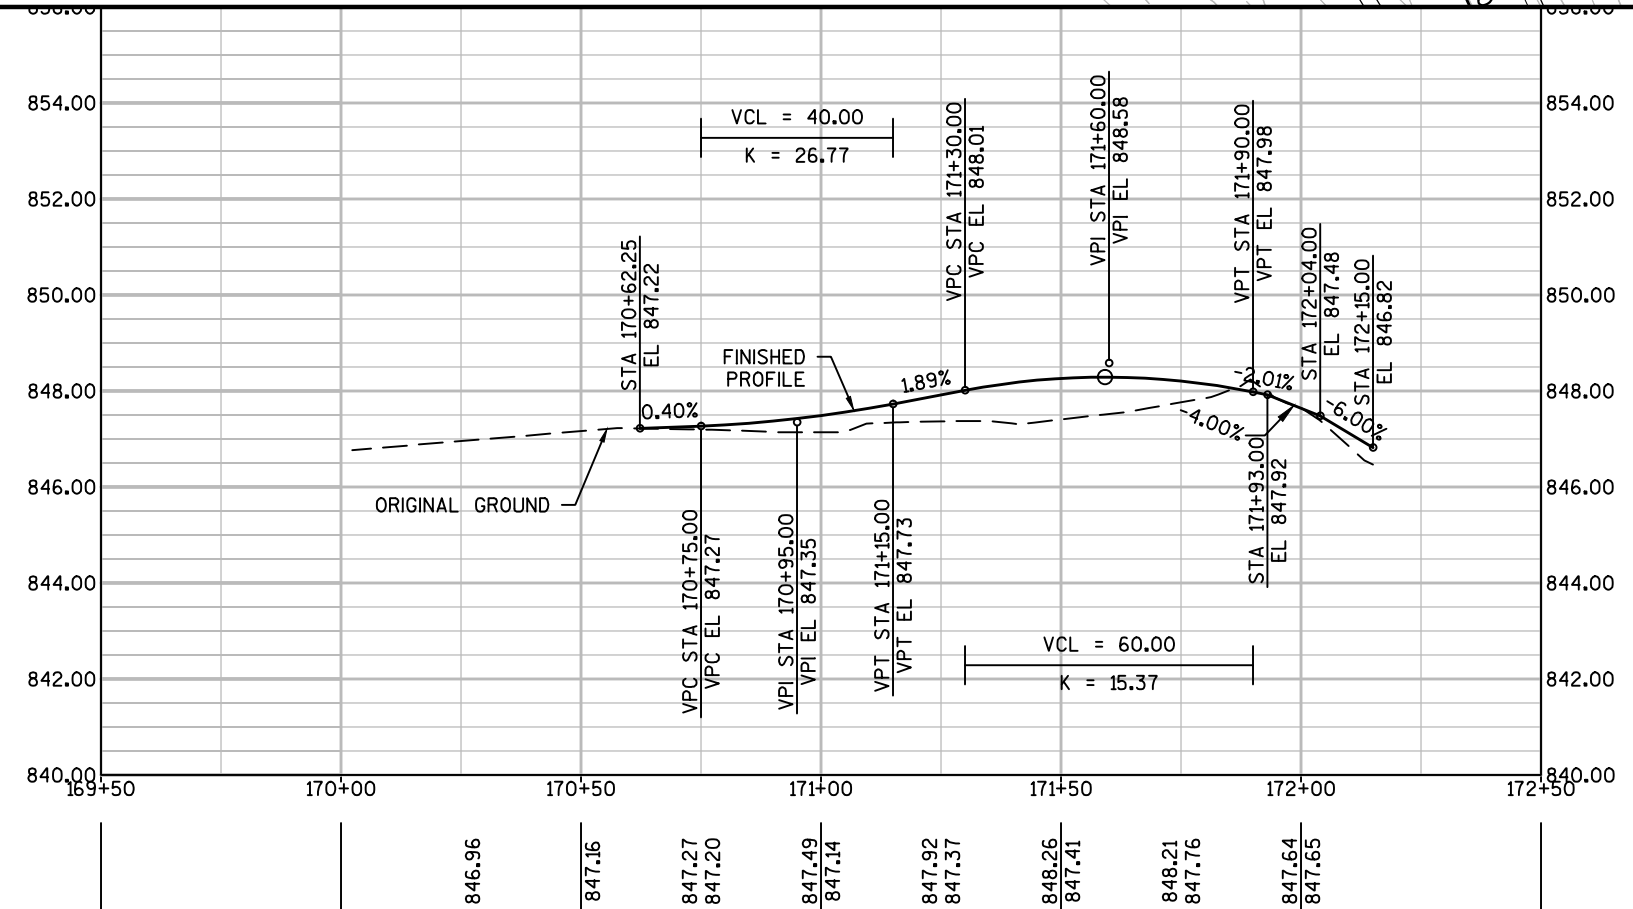 856.00
856.00
854.00
854.00
852.00
852.00
850.00
850.00
848.00
848.00
846.00
846.00
844.00
844.00
842.00
842.00
840.00
840.00
VCL = 40.00
K = 26.77
STA 170+62.25
EL 847.22
FINISHED
PROFILE
ORIGINAL GROUND
0.40%
1.89%
VPC STA 171+30.00
VPC EL 848.01
VPI STA 171+60.00
VPI EL 848.58
VPT STA 171+90.00
VPT EL 847.98
STA 172+04.00
EL 847.48
STA 172+15.00
EL 846.82
-2.01%
-4.00%
-6.00%
VPC STA 170+75.00
VPC EL 847.27
VPI STA 170+95.00
VPI EL 847.35
VPT STA 171+15.00
VPT EL 847.73
STA 171+93.00
EL 847.92
VCL = 60.00
K = 15.37
169+50
170+00
170+50
171+00
171+50
172+00
172+50
846.96
847.16
847.27
847.20
847.49
847.14
847.92
847.37
848.26
847.41
848.21
847.76
847.64
847.65